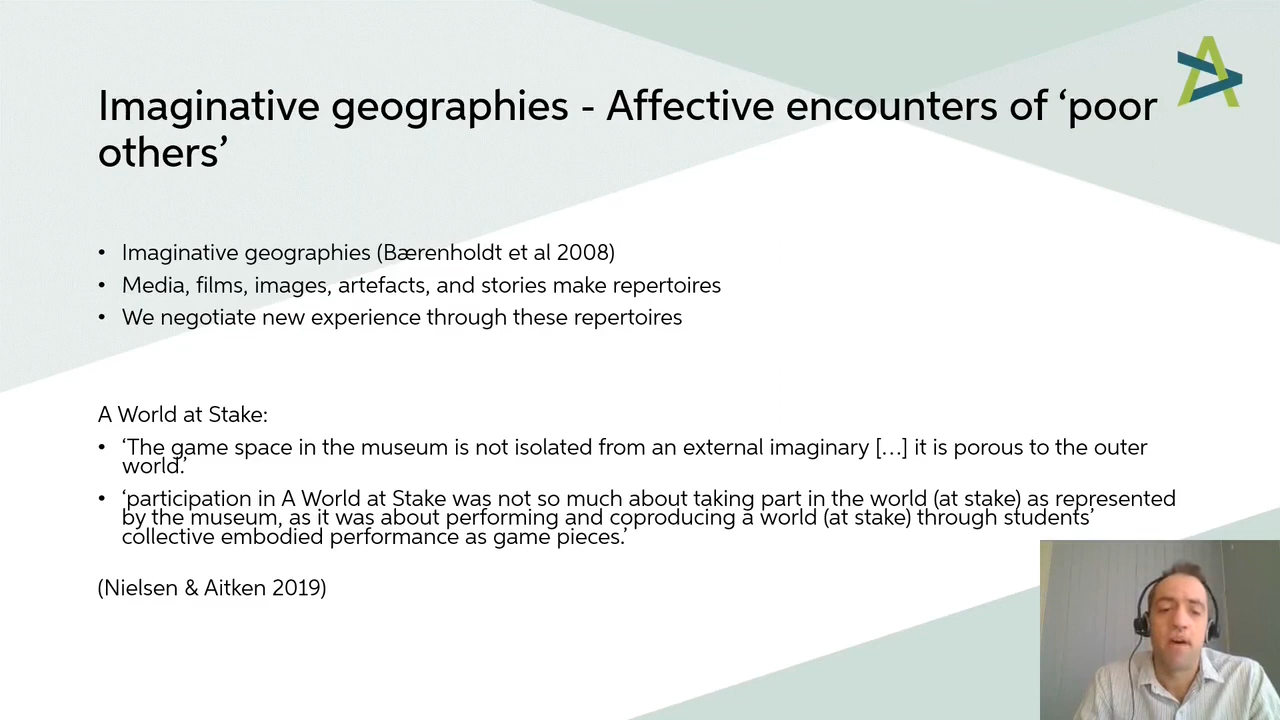 Imaginative geographies - Affective encounters of ‘poor
others’
• Imaginative geographies (Bærenholdt et al 2008)
• Media, films, images, artefacts, and stories make repertoires
• We negotiate new experience through these repertoires
A World at Stake:
• ‘The game space in the museum is not isolated from an external imaginary […] it is porous to the outer
world.’
• ‘participation in A World at Stake was not so much about taking part in the world (at stake) as represented
by the museum, as it was about performing and coproducing a world (at stake) through students’
collective embodied performance as game pieces.’
(Nielsen & Aitken 2019)